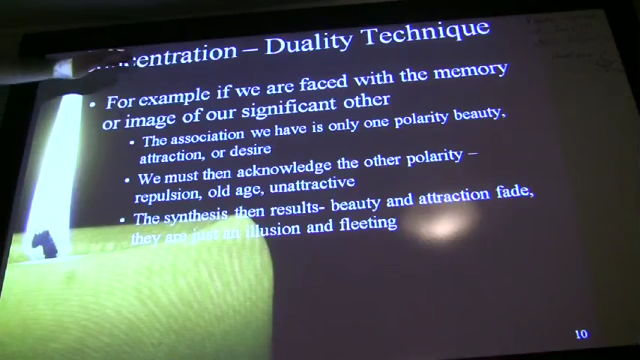 Duality Technique
• For example if we are faced with the memory
or image of our significant other
• The association we have is only one polarity beauty,
attraction, or desire
• We must then acknowledge the other polarity –
repulsion, old age, unattractive
• The synthesis then results- beauty and attraction fade,
they are just an illusion and fleeting
10